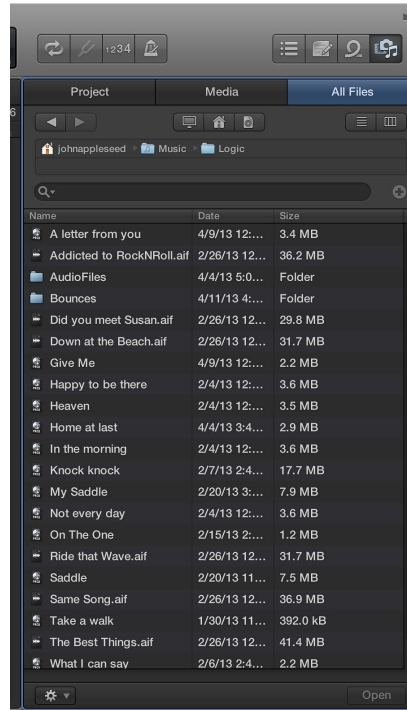 1234
6
Project Media All Files
johnappleseed Music Logic
Name Date Size
A letter from you 4/9/13 12:... 3.4 MB
Addicted to RockNRoll.aif 2/26/13 12... 36.2 MB
AudioFiles 4/4/13 5:0... Folder
Bounces 4/11/13 4:... Folder
Did you meet Susan.aif 2/26/13 12... 29.8 MB
Down at the Beach.aif 2/26/13 12... 31.7 MB
Give Me 4/9/13 12:... 2.2 MB
Happy to be there 2/4/13 12:... 3.6 MB
Heaven 2/4/13 12:... 3.5 MB
Home at last 4/4/13 3:4... 2.9 MB
In the morning 2/4/13 12:... 3.6 MB
Knock knock 2/7/13 2:4... 17.7 MB
My Saddle 2/20/13 3:... 7.9 MB
Not every day 2/4/13 12:... 3.6 MB
On The One 2/15/13 2:... 1.2 MB
Ride that Wave.aif 2/26/13 12... 31.7 MB
Saddle 2/20/13 11... 7.5 MB
Same Song.aif 2/26/13 12... 36.9 MB
Take a walk 1/30/13 11... 392.0 kB
The Best Things.aif 2/26/13 12... 41.4 MB
What I can say 2/6/13 2:4... 2.2 MB
Open